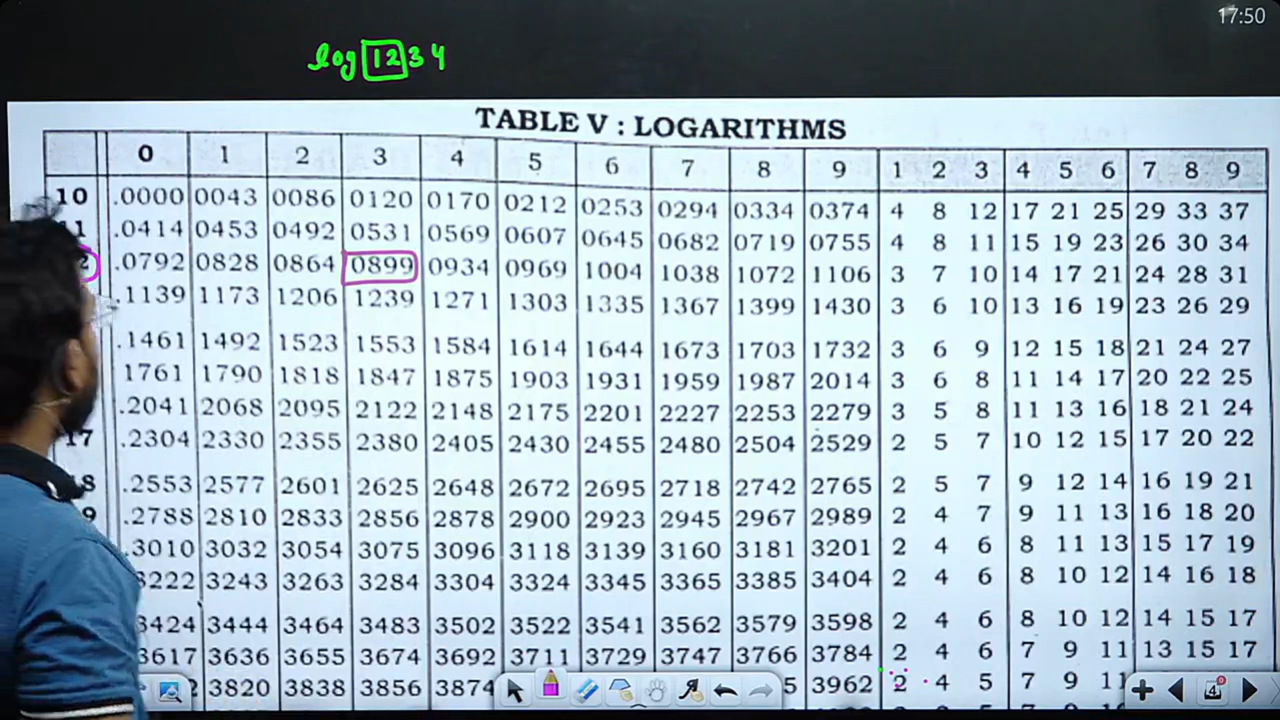 17:50
log 1234
TABLE V : LOGARITHMS
0 1 2 3 4 5 6 7 8 9 1 2 3 4 5 6 7 8 9
10 .0000 0043 0086 0120 0170 0212 0253 0294 0334 0374 4 8 12 17 21 25 29 33 37
11 .0414 0453 0492 0531 0569 0607 0645 0682 0719 0755 4 8 11 15 19 23 26 30 34
2 .0792 0828 0864 0899 0934 0969 1004 1038 1072 1106 3 7 10 14 17 21 24 28 31
.1139 1173 1206 1239 1271 1303 1335 1367 1399 1430 3 6 10 13 16 19 23 26 29
.1461 1492 1523 1553 1584 1614 1644 1673 1703 1732 3 6 9 12 15 18 21 24 27
1761 1790 1818 1847 1875 1903 1931 1959 1987 2014 3 6 8 11 14 17 20 22 25
.2041 2068 2095 2122 2148 2175 2201 2227 2253 2279 3 5 8 11 13 16 18 21 24
17 .2304 2330 2355 2380 2405 2430 2455 2480 2504 2529 2 5 7 10 12 15 17 20 22
8 .2553 2577 2601 2625 2648 2672 2695 2718 2742 2765 2 5 7 9 12 14 16 19 21
9 .2788 2810 2833 2856 2878 2900 2923 2945 2967 2989 2 4 7 9 11 13 16 18 20
.3010 3032 3054 3075 3096 3118 3139 3160 3181 3201 2 4 6 8 11 13 15 17 19
3222 3243 3263 3284 3304 3324 3345 3365 3385 3404 2 4 6 8 10 12 14 16 18
3424 3444 3464 3483 3502 3522 3541 3562 3579 3598 2 4 6 8 10 12 14 15 17
3617 3636 3655 3674 3692 3711 3729 3747 3766 3784 2 4 6 7 9 11 13 15 17
2 3820 3838 3856 3874 5 3962 2 4 5 7 9 11 4